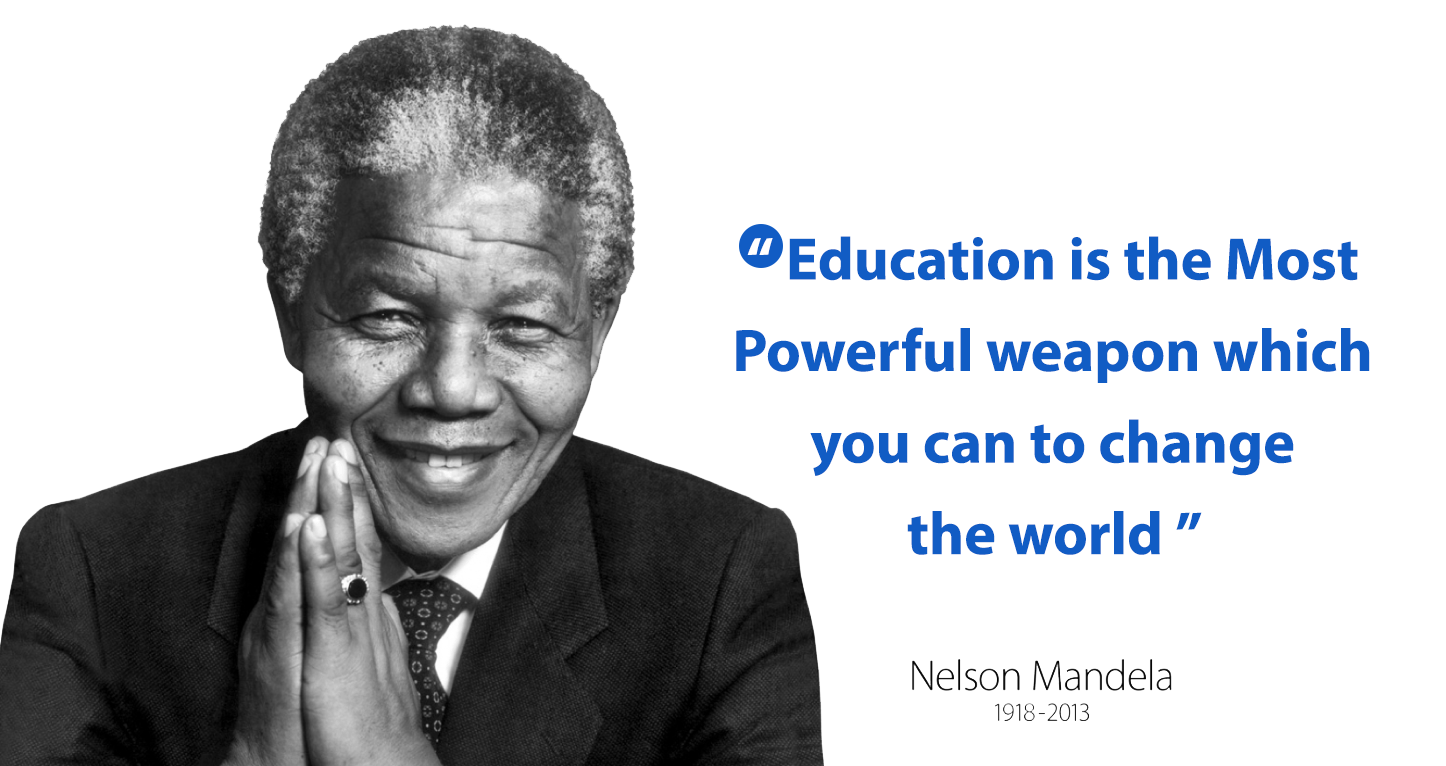 “Education is the Most
Powerful weapon which
you can to change
the world ”
Nelson Mandela
1918-2013